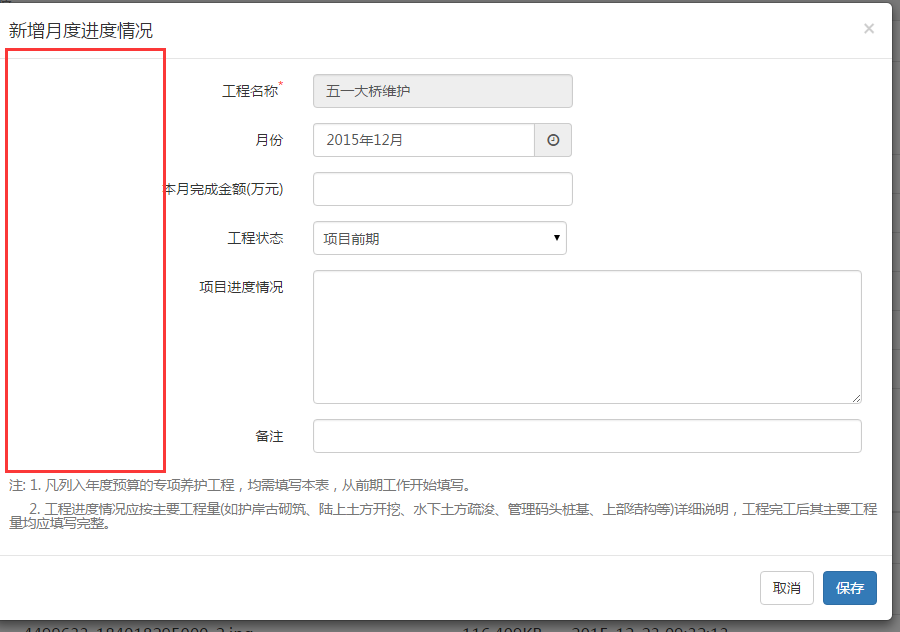 新增月度进度情况
×
工程名称* 五一大桥维护
月份 2015年12月
本月完成金额(万元)
工程状态 项目前期
项目进度情况
备注
注: 1. 凡列入年度预算的专项养护工程，均需填写本表，从前期工作开始填写。
2. 工程进度情况应按主要工程量(如护岸古砌筑、陆上土方开挖、水下土方疏浚、管理码头桩基、上部结构等)详细说明，工程完工后其主要工程
量均应填写完整。
取消 保存